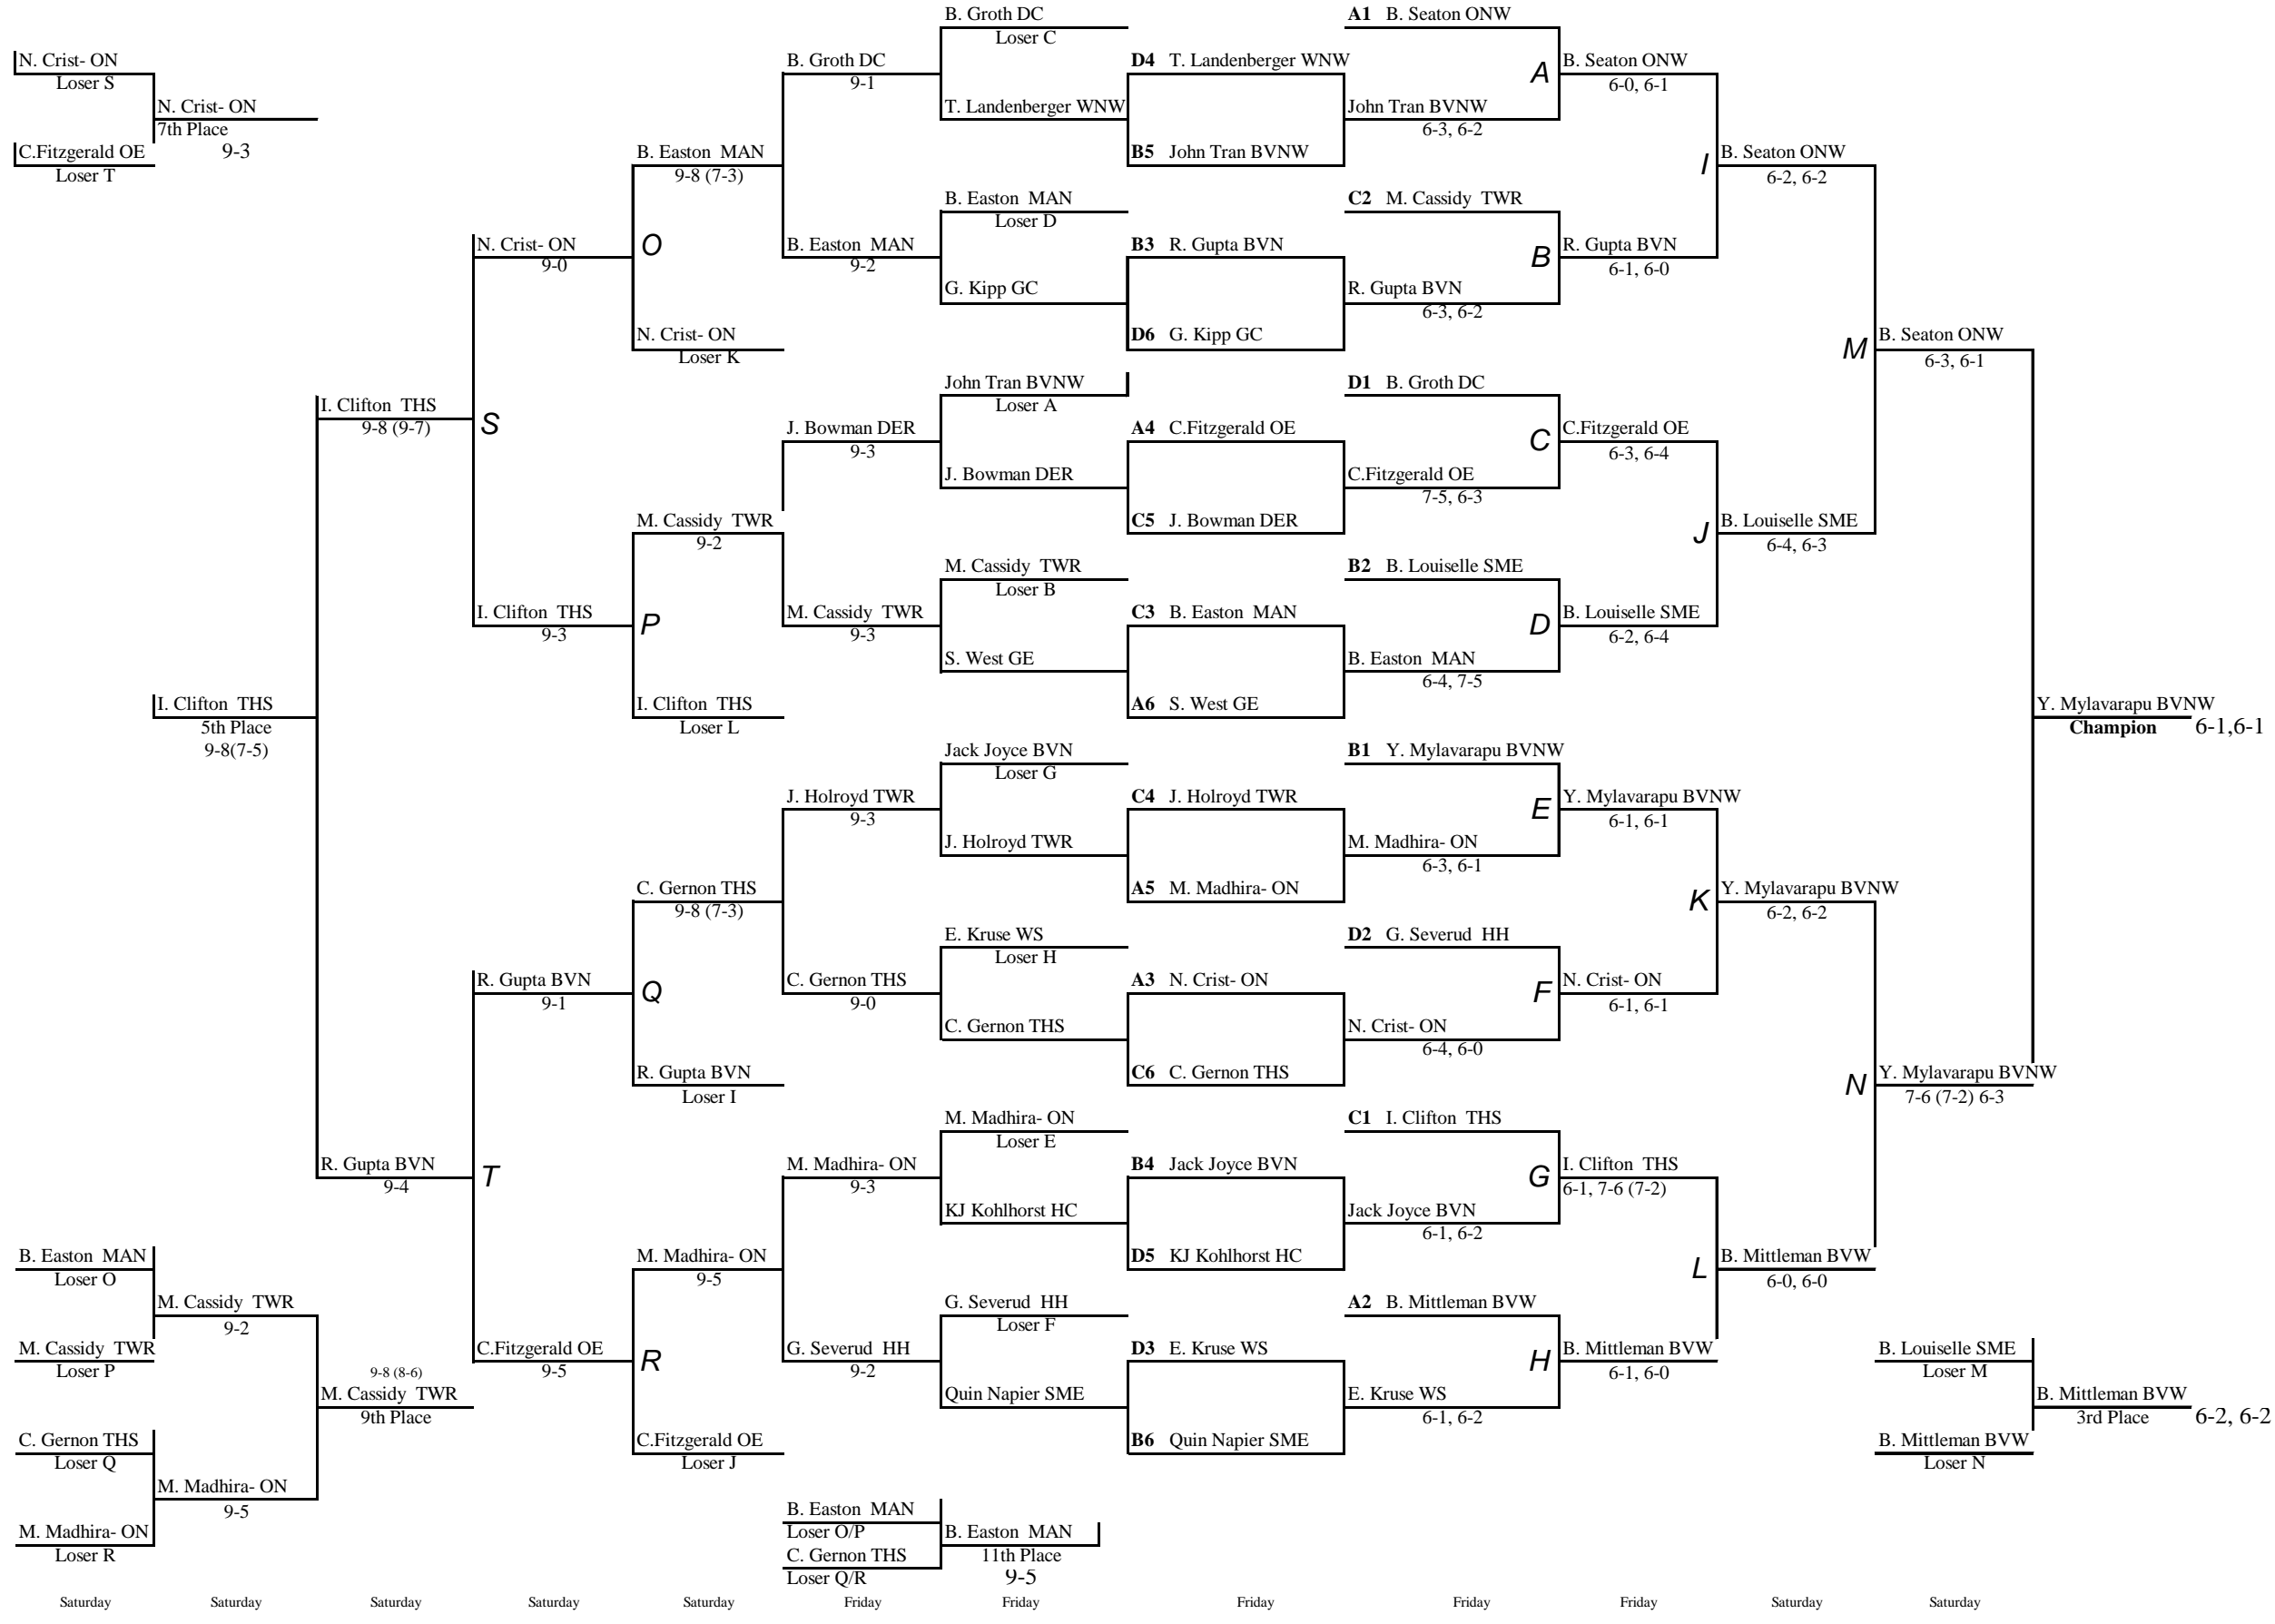 B. Groth DC
Loser C
A1 B. Seaton ONW
N. Crist- ON
Loser S
B. Groth DC
9-1
D4 T. Landenberger WNW
A
B. Seaton ONW
6-0, 6-1
N. Crist- ON
7th Place
9-3
T. Landenberger WNW
John Tran BVNW
6-3, 6-2
C.Fitzgerald OE
Loser T
B. Easton MAN
9-8 (7-3)
B5 John Tran BVNW
I
B. Seaton ONW
6-2, 6-2
B. Easton MAN
Loser D
C2 M. Cassidy TWR
N. Crist- ON
9-0
O
B. Easton MAN
9-2
B3 R. Gupta BVN
B
R. Gupta BVN
6-1, 6-0
G. Kipp GC
R. Gupta BVN
6-3, 6-2
N. Crist- ON
Loser K
D6 G. Kipp GC
M
B. Seaton ONW
6-3, 6-1
John Tran BVNW
Loser A
D1 B. Groth DC
I. Clifton THS
9-8 (9-7)
S
J. Bowman DER
9-3
A4 C.Fitzgerald OE
C
C.Fitzgerald OE
6-3, 6-4
J. Bowman DER
C.Fitzgerald OE
7-5, 6-3
M. Cassidy TWR
9-2
C5 J. Bowman DER
J
B. Louiselle SME
6-4, 6-3
M. Cassidy TWR
Loser B
B2 B. Louiselle SME
I. Clifton THS
9-3
P
M. Cassidy TWR
9-3
C3 B. Easton MAN
D
B. Louiselle SME
6-2, 6-4
S. West GE
B. Easton MAN
6-4, 7-5
I. Clifton THS
5th Place
9-8(7-5)
I. Clifton THS
Loser L
A6 S. West GE
Y. Mylavarapu BVNW
Champion
6-1,6-1
Jack Joyce BVN
Loser G
B1 Y. Mylavarapu BVNW
J. Holroyd TWR
9-3
C4 J. Holroyd TWR
E
Y. Mylavarapu BVNW
6-1, 6-1
J. Holroyd TWR
M. Madhira- ON
6-3, 6-1
C. Gernon THS
9-8 (7-3)
A5 M. Madhira- ON
K
Y. Mylavarapu BVNW
6-2, 6-2
E. Kruse WS
Loser H
D2 G. Severud HH
R. Gupta BVN
9-1
Q
C. Gernon THS
9-0
A3 N. Crist- ON
F
N. Crist- ON
6-1, 6-1
C. Gernon THS
N. Crist- ON
6-4, 6-0
R. Gupta BVN
Loser I
C6 C. Gernon THS
N
Y. Mylavarapu BVNW
7-6 (7-2) 6-3
M. Madhira- ON
Loser E
C1 I. Clifton THS
R. Gupta BVN
9-4
T
M. Madhira- ON
9-3
B4 Jack Joyce BVN
G
I. Clifton THS
6-1, 7-6 (7-2)
KJ Kohlhorst HC
Jack Joyce BVN
6-1, 6-2
B. Easton MAN
Loser O
M. Madhira- ON
9-5
D5 KJ Kohlhorst HC
L
B. Mittleman BVW
6-0, 6-0
M. Cassidy TWR
9-2
G. Severud HH
Loser F
A2 B. Mittleman BVW
M. Cassidy TWR
Loser P
C.Fitzgerald OE
9-5
R
G. Severud HH
9-2
D3 E. Kruse WS
H
B. Mittleman BVW
6-1, 6-0
B. Louiselle SME
Loser M
9-8 (8-6)
M. Cassidy TWR
9th Place
Quin Napier SME
E. Kruse WS
6-1, 6-2
B. Mittleman BVW
3rd Place
6-2, 6-2
C. Gernon THS
Loser Q
C.Fitzgerald OE
Loser J
B6 Quin Napier SME
B. Mittleman BVW
Loser N
M. Madhira- ON
9-5
B. Easton MAN
Loser O/P
M. Madhira- ON
Loser R
B. Easton MAN
11th Place
9-5
C. Gernon THS
Loser Q/R
Saturday Saturday Saturday Saturday Saturday Friday Friday Friday Friday Friday Saturday Saturday